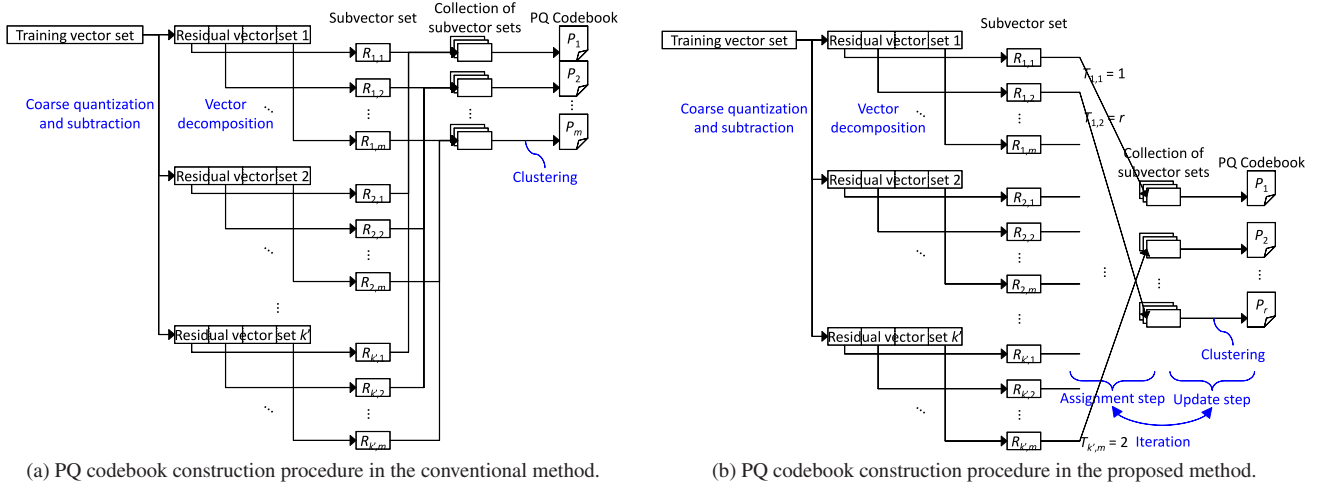 Subvector set
Collection of
subvector sets
PQ Codebook
Training vector set
Residual vector set 1
R1,1
P1
Coarse quantization
and subtraction
Vector
decomposition
⋱
R1,2
P2
⋮
⋮
R1,m
Pm
Clustering
Residual vector set 2
R2,1
R2,2
⋱
⋮
R2,m
⋮
Residual vector set k'
Rk',1
Rk',2
⋱
⋮
Rk',m
(a) PQ codebook construction procedure in the conventional method.
Subvector set
Training vector set
Residual vector set 1
R1,1
T1,1 = 1
Coarse quantization
and subtraction
Vector
decomposition
⋱
R1,2
T1,2 = r
⋮
R1,m
Collection of
subvector sets
PQ Codebook
P1
Residual vector set 2
R2,1
R2,2
P2
⋱
⋮
⋮
⋮
⋮
R2,m
Pr
⋮
⋮
Clustering
Residual vector set k'
Rk',1
Rk',2
Assignment step
Update step
⋱
⋮
Rk',m
Tk',m = 2
Iteration
(b) PQ codebook construction procedure in the proposed method.